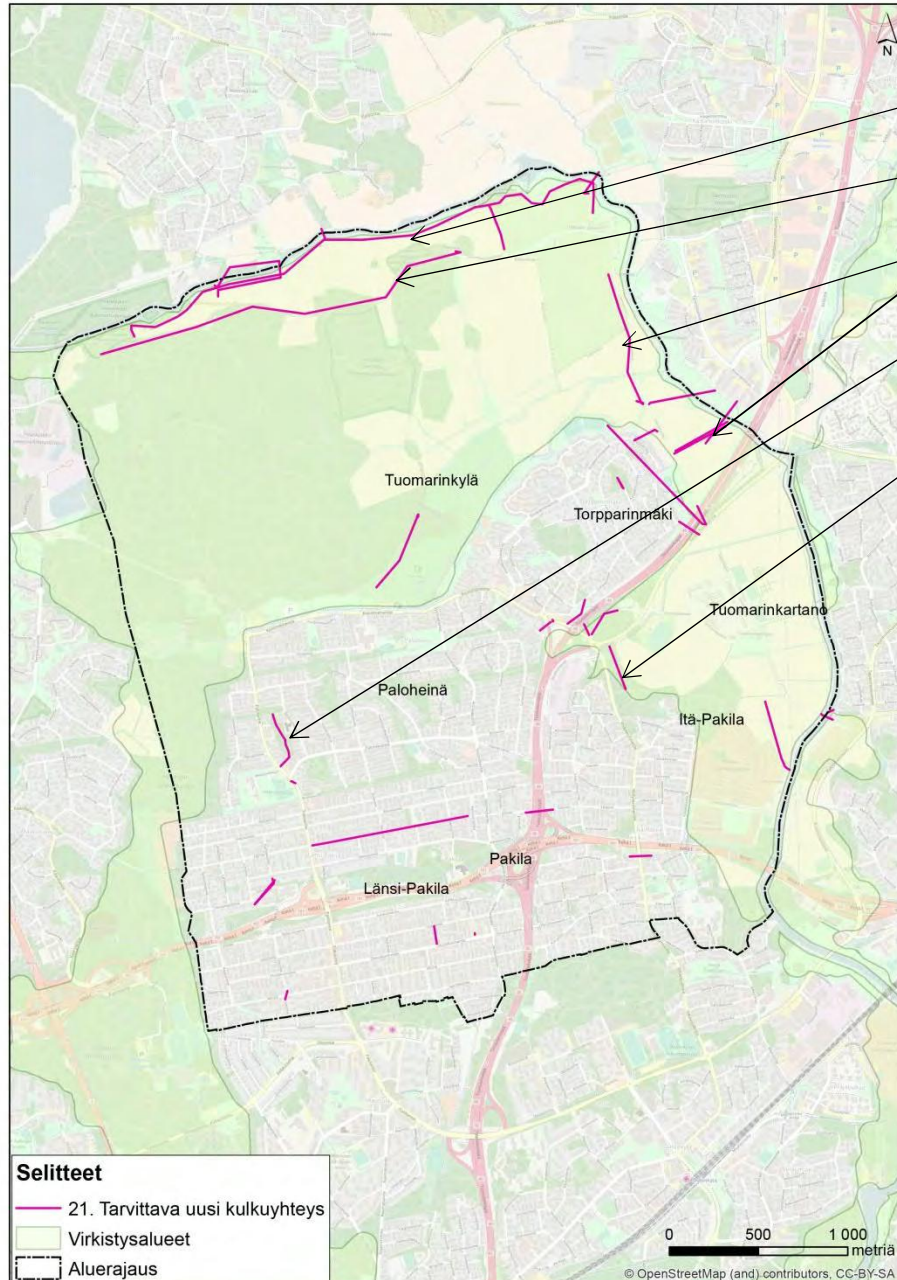 N
Tuomarinkylä
Torpparinmäki
Tuomarinkartano
Paloheinä
Itä-Pakila
Pakila
Länsi-Pakila
Selitteet
21. Tarvittava uusi kulkuyhteys
Virkistysalueet
Aluerajaus
0 500 1 000
metriä
© OpenStreetMap (and) contributors, CC-BY-SA